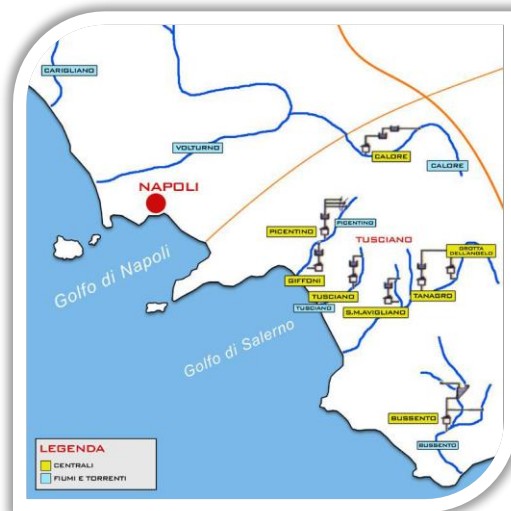 CARIGLIANO
VOLTURNO
CALORE
CALORE
NAPOLI
PICENTINO
PICENTINO
TUSCIANO
GROTTA
DELL'ANGELO
Golfo di Napoli
GIFFONI
TUSCIANO
TANAGRO
TUSCIANO
S.M.AVIGLIANO
Golfo di Salerno
BUSSENTO
BUSSENTO
LEGENDA
CENTRALI
FIUMI E TORRENTI